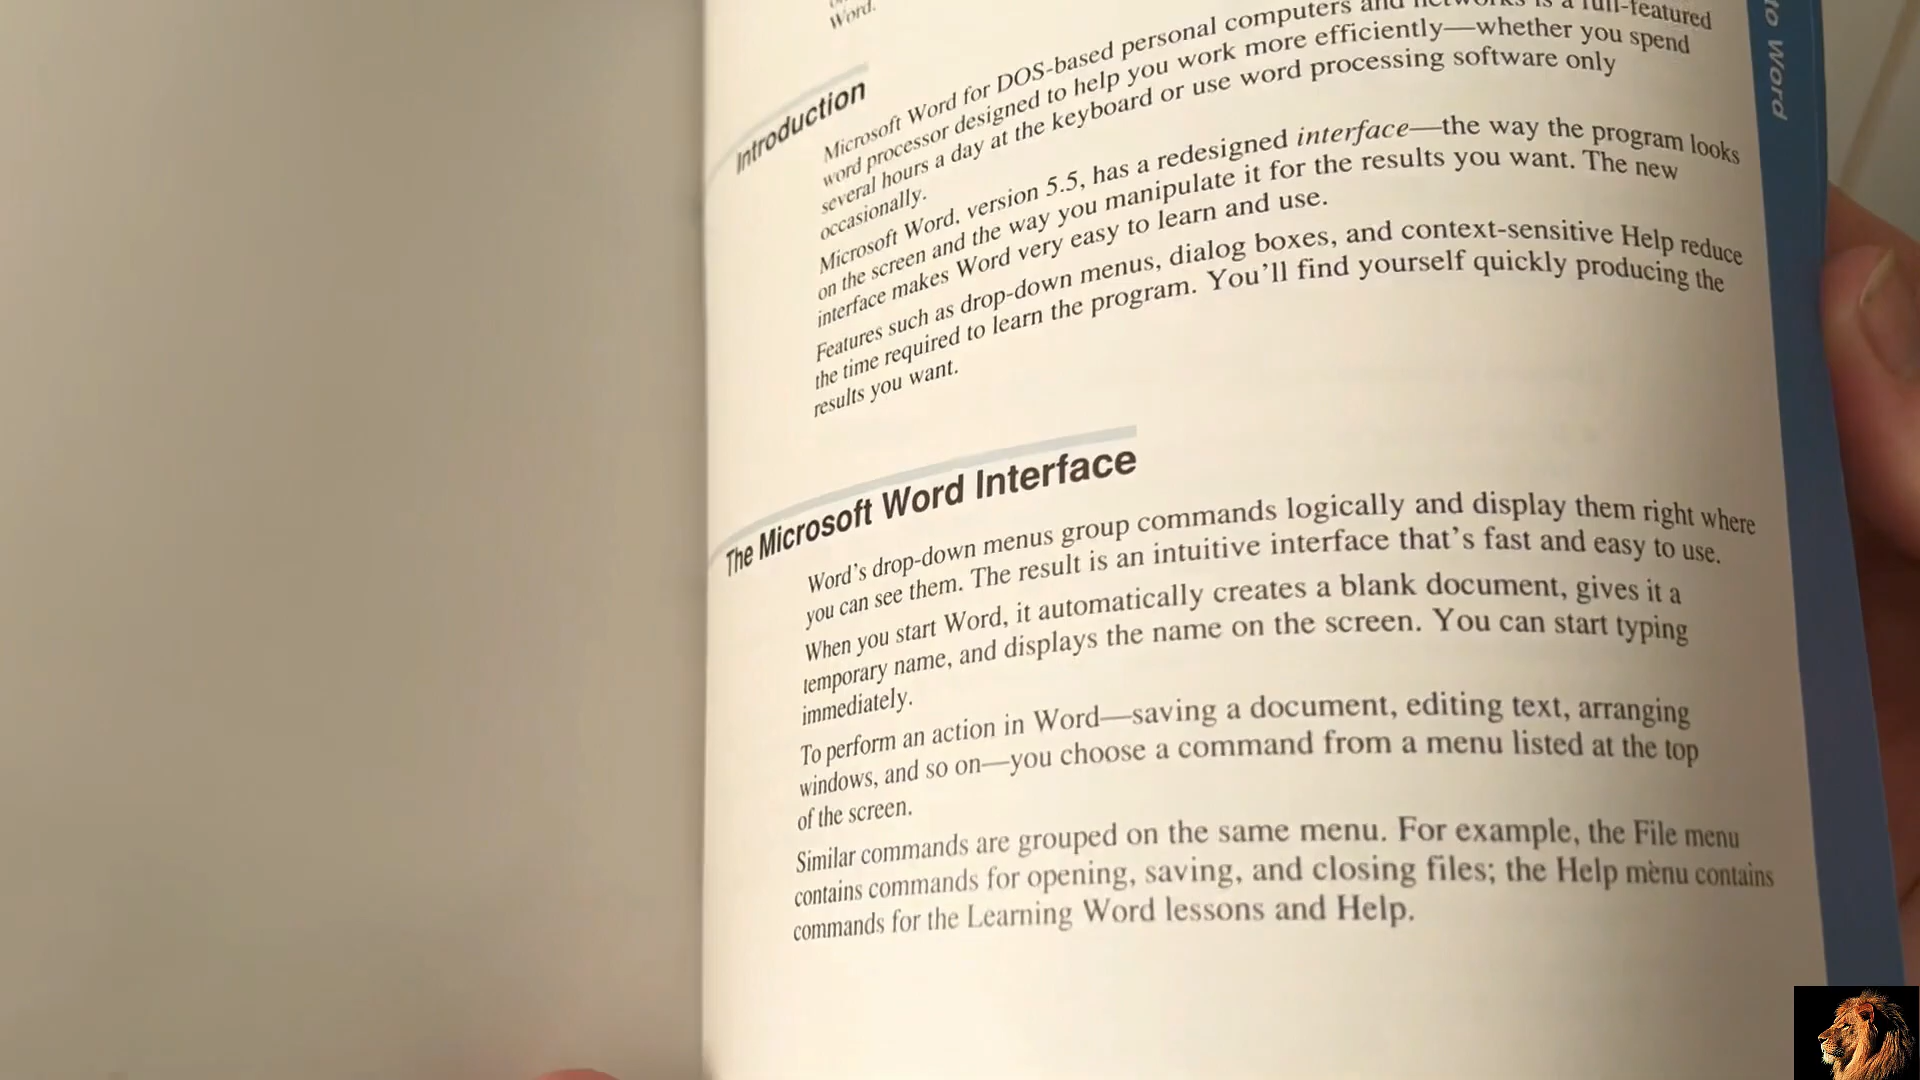 Word.
Introduction
Microsoft Word for DOS-based personal computers and networks is a full-featured
word processor designed to help you work more efficiently—whether you spend
several hours a day at the keyboard or use word processing software only
occasionally.
Microsoft Word, version 5.5, has a redesigned interface—the way the program looks
on the screen and the way you manipulate it for the results you want. The new
interface makes Word very easy to learn and use.
Features such as drop-down menus, dialog boxes, and context-sensitive Help reduce
the time required to learn the program. You’ll find yourself quickly producing the
results you want.
The Microsoft Word Interface
Word’s drop-down menus group commands logically and display them right where
you can see them. The result is an intuitive interface that’s fast and easy to use.
When you start Word, it automatically creates a blank document, gives it a
temporary name, and displays the name on the screen. You can start typing
immediately.
To perform an action in Word—saving a document, editing text, arranging
windows, and so on—you choose a command from a menu listed at the top
of the screen.
Similar commands are grouped on the same menu. For example, the File menu
contains commands for opening, saving, and closing files; the Help menu contains
commands for the Learning Word lessons and Help.
to Word